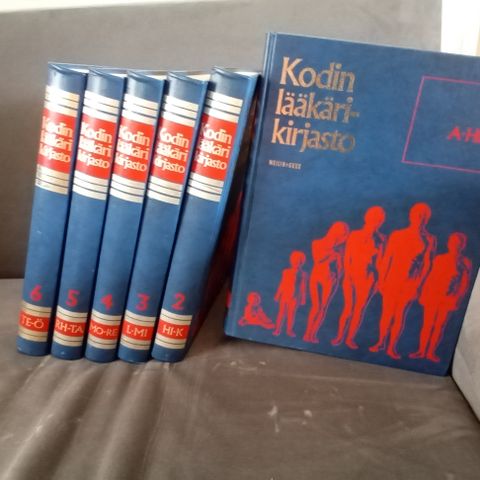 Kodin
lääkäri
kirjasto
6
TE-Ö
Kodin
lääkäri
kirjasto
5
RH-TA
Kodin
lääkäri
kirjasto
4
MO-RE
Kodin
lääkäri
kirjasto
3
L-MI
Kodin
lääkäri
kirjasto
2
HI-K
Kodin
lääkäri-
kirjasto
WEILIN+GÖÖS